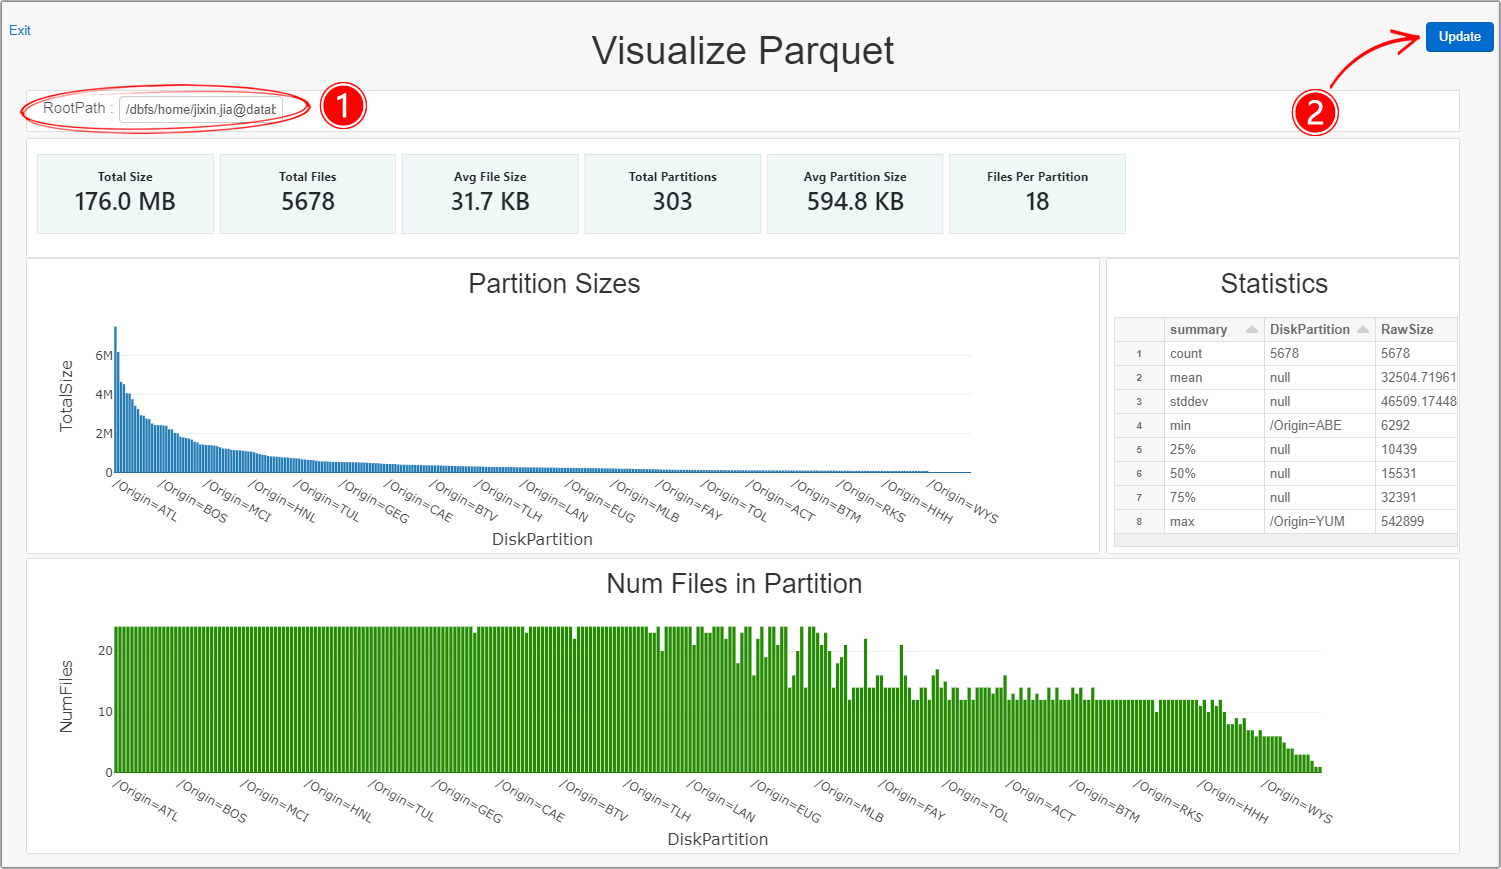 Exit
Visualize Parquet
Update
RootPath : /dbfs/home/jixin.jia@datab
1
2
Total Size
176.0 MB
Total Files
5678
Avg File Size
31.7 KB
Total Partitions
303
Avg Partition Size
594.8 KB
Files Per Partition
18
Partition Sizes
TotalSize
6M
4M
2M
0
/Origin=ATL
/Origin=BOS
/Origin=MCI
/Origin=HNL
/Origin=TUL
/Origin=GEG
/Origin=CAE
/Origin=BTV
/Origin=TLH
/Origin=LAN
/Origin=EUG
/Origin=MLB
/Origin=FAY
/Origin=TOL
/Origin=ACT
/Origin=BTM
/Origin=RKS
/Origin=HHH
/Origin=WYS
DiskPartition
Statistics
summary DiskPartition RawSize
1 count 5678 5678
2 mean null 32504.71961
3 stddev null 46509.17448
4 min /Origin=ABE 6292
5 25% null 10439
6 50% null 15531
7 75% null 32391
8 max /Origin=YUM 542899
Num Files in Partition
NumFiles
20
10
0
/Origin=ATL
/Origin=BOS
/Origin=MCI
/Origin=HNL
/Origin=TUL
/Origin=GEG
/Origin=CAE
/Origin=BTV
/Origin=TLH
/Origin=LAN
/Origin=EUG
/Origin=MLB
/Origin=FAY
/Origin=TOL
/Origin=ACT
/Origin=BTM
/Origin=RKS
/Origin=HHH
/Origin=WYS
DiskPartition